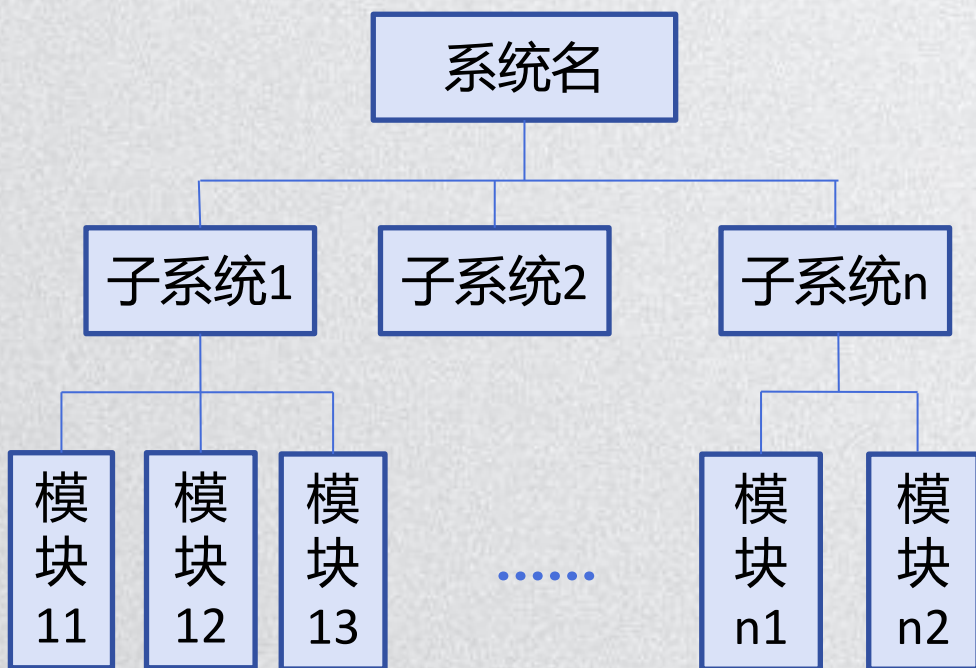 系统名
子系统1
子系统2
子系统n
模
块
11
模
块
12
模
块
13
......
模
块
n1
模
块
n2